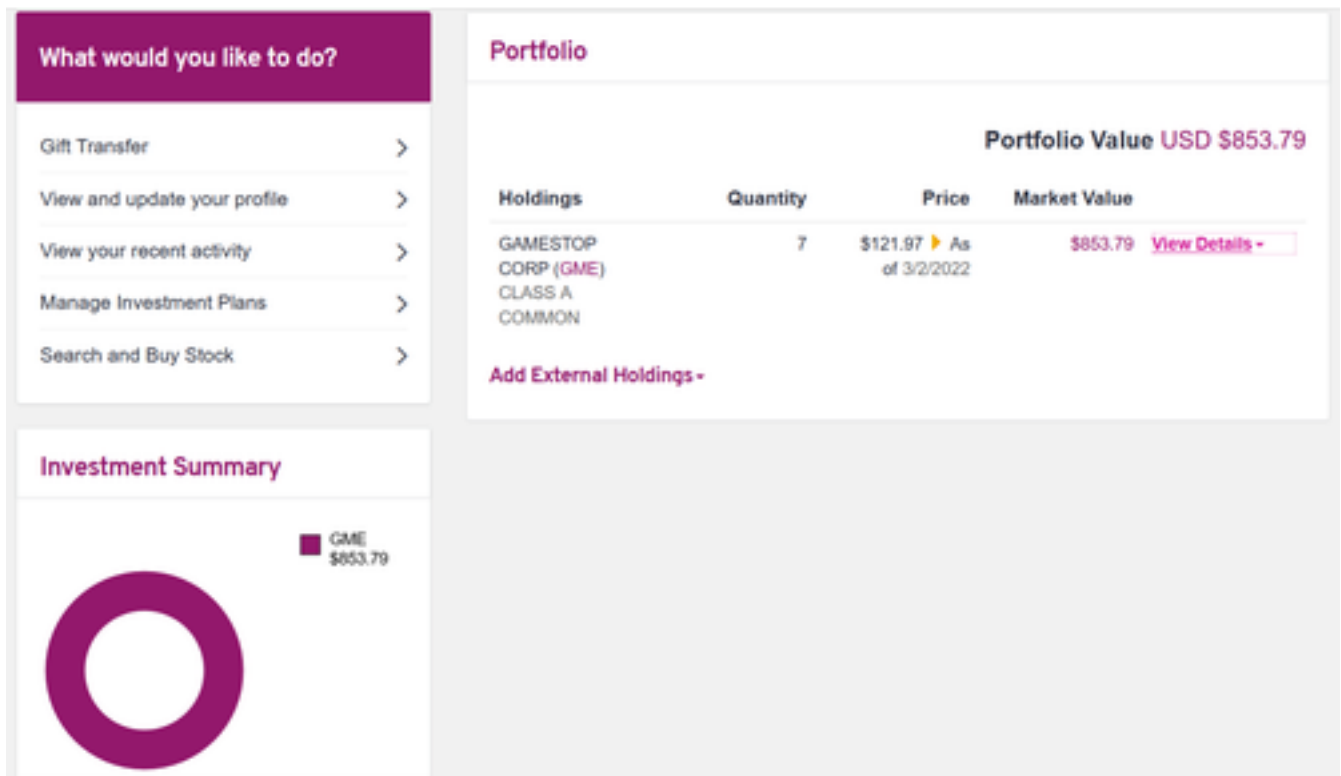 What would you like to do?
Gift Transfer
View and update your profile
View your recent activity
Manage Investment Plans
Search and Buy Stock
Investment Summary
GME
$853.79
Portfolio
Portfolio Value USD $853.79
Holdings Quantity Price Market Value
GAMESTOP 7 $121.97 As $853.79 View Details
CORP (GME) of 3/2/2022
CLASS A
COMMON
Add External Holdings